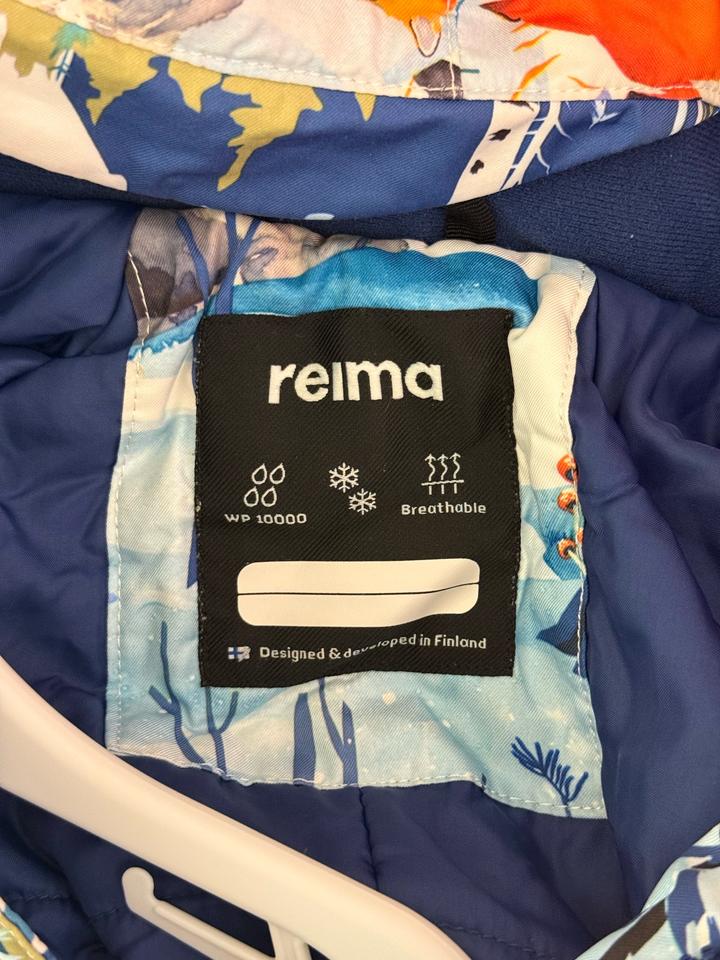 reima
WP 10000
Breathable
Designed & developed in Finland